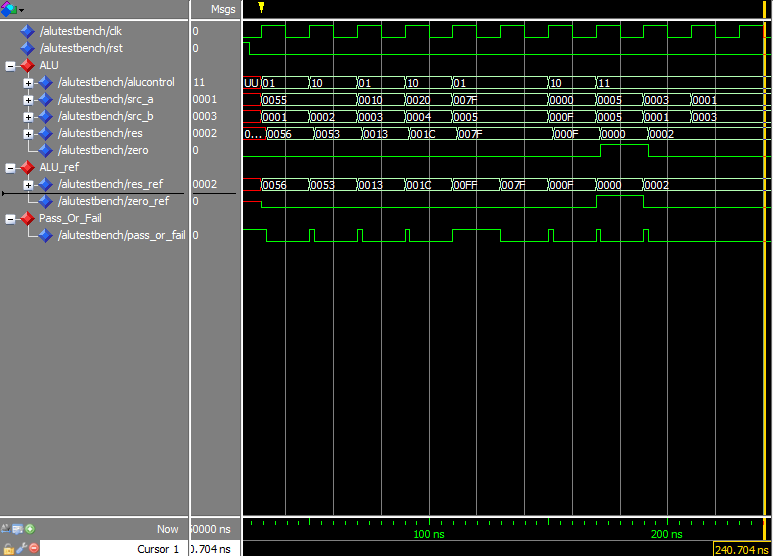 Msgs
/alutestbench/clk 0
/alutestbench/rst 0
ALU
/alutestbench/alucontrol 11 UU 01 10 01 10 01 10 11
/alutestbench/src_a 0001 0055 0010 0020 007F 0000 0005 0003 0001
/alutestbench/src_b 0003 0001 0002 0003 0004 0005 000F 0005 0001 0003
/alutestbench/res 0002 0... 0056 0053 0013 001C 007F 000F 0000 0002
/alutestbench/zero 0
ALU_ref
/alutestbench/res_ref 0002 0056 0053 0013 001C 00FF 007F 000F 0000 0002
/alutestbench/zero_ref 0
Pass_Or_Fail
/alutestbench/pass_or_fail 0
Now 50000 ns 100 ns 200 ns
Cursor 1 0.704 ns 240.704 ns